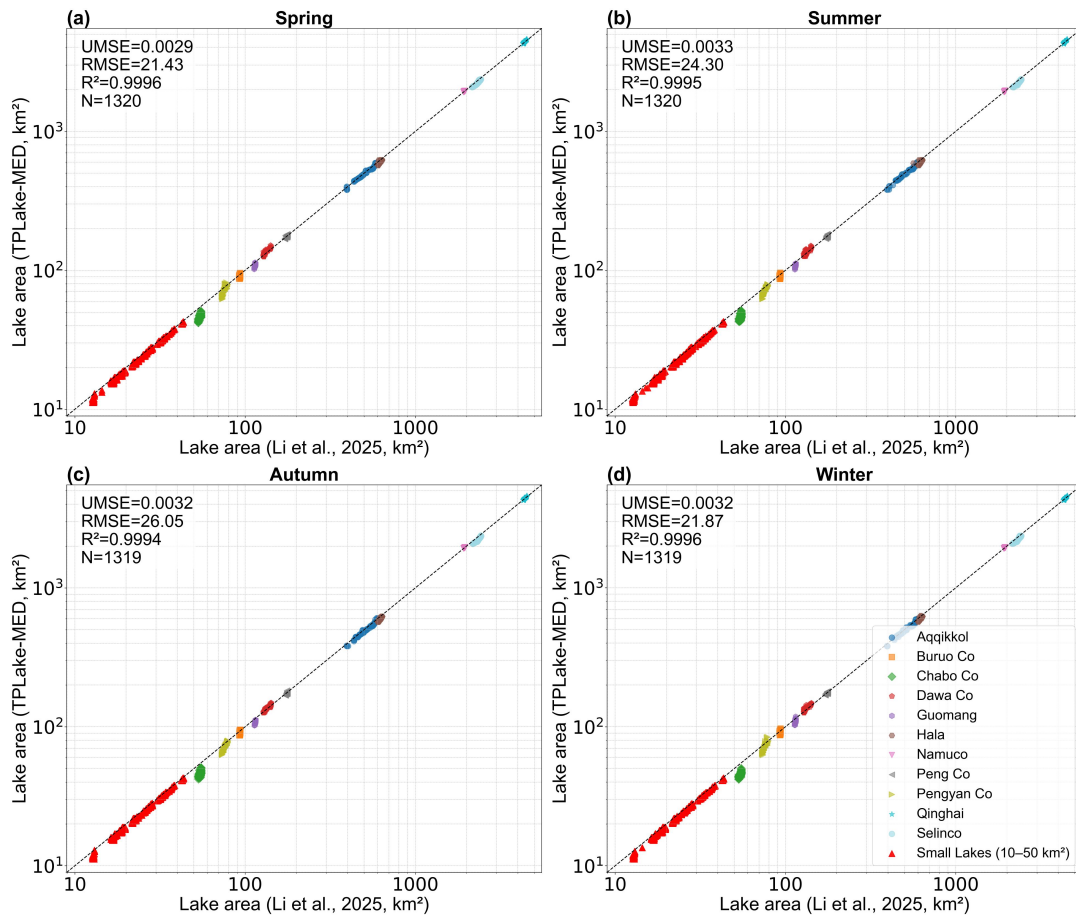 (a) Spring
UMSE=0.0029
RMSE=21.43
R²=0.9996
N=1320
Lake area (TPLake-MED, km²)
10³
10²
10¹
10 100 1000
Lake area (Li et al., 2025, km²)
(b) Summer
UMSE=0.0033
RMSE=24.30
R²=0.9995
N=1320
Lake area (TPLake-MED, km²)
10³
10²
10¹
10 100 1000
Lake area (Li et al., 2025, km²)
(c) Autumn
UMSE=0.0032
RMSE=26.05
R²=0.9994
N=1319
Lake area (TPLake-MED, km²)
10³
10²
10¹
10 100 1000
Lake area (Li et al., 2025, km²)
(d) Winter
UMSE=0.0032
RMSE=21.87
R²=0.9996
N=1319
Lake area (TPLake-MED, km²)
10³
10²
10¹
Aqqikkol
Buruo Co
Chabo Co
Dawa Co
Guomang
Hala
Namuco
Peng Co
Pengyan Co
Qinghai
Selinco
Small Lakes (10–50 km²)
10 100 1000
Lake area (Li et al., 2025, km²)